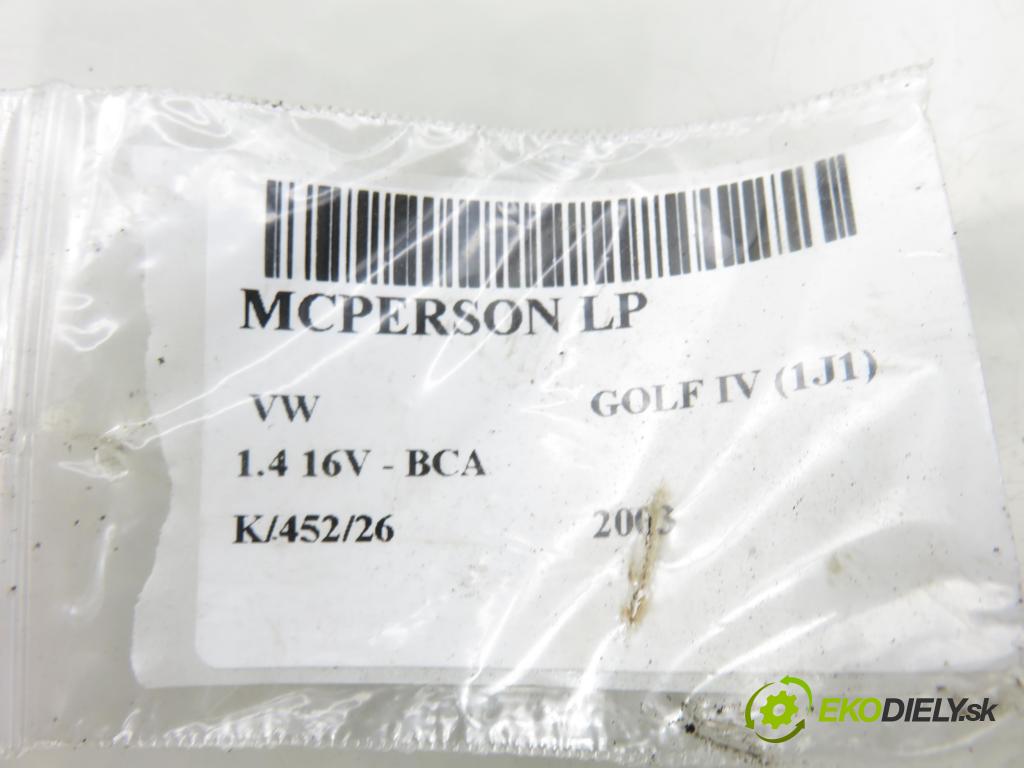 MCPERSON LP
VW GOLF IV (1J1)
1.4 16V - BCA
K/452/26 2003
EKODIELY.sk